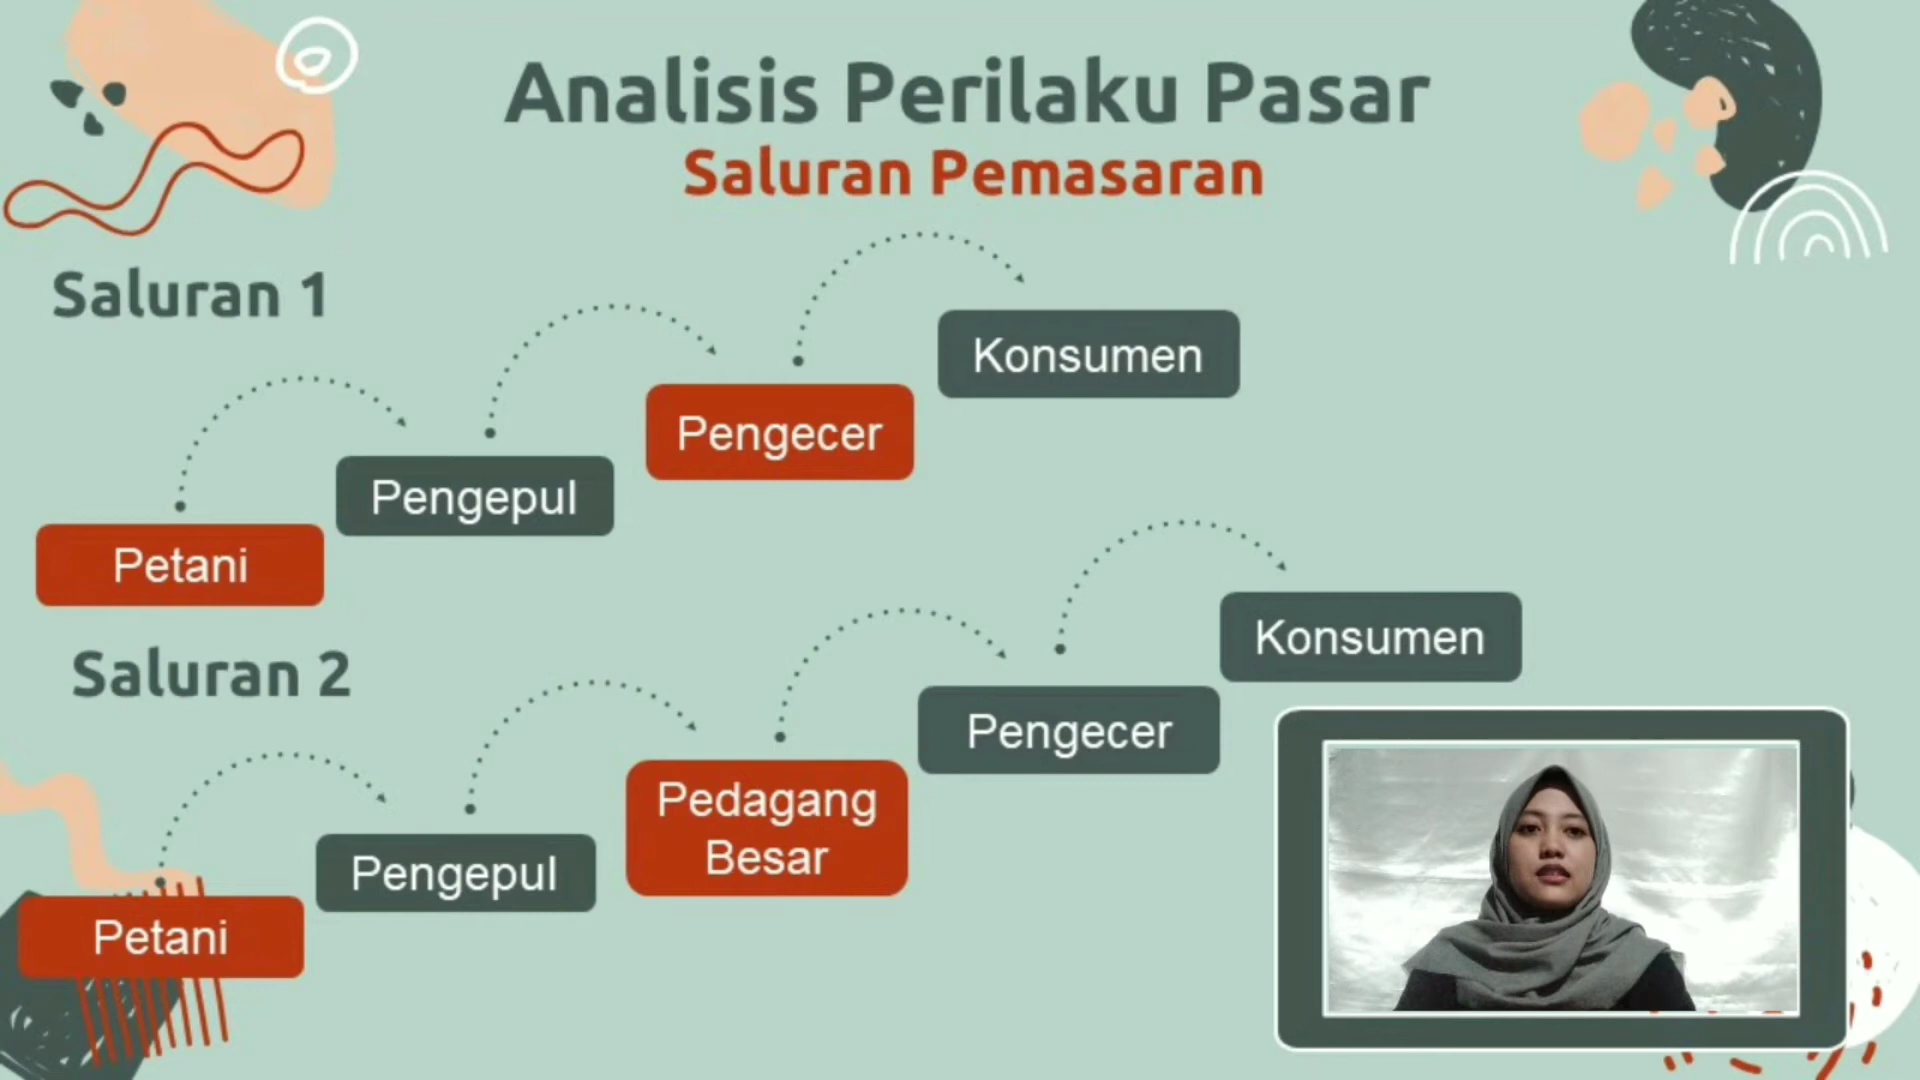 Analisis Perilaku Pasar
Saluran Pemasaran
Saluran 1
Petani
Pengepul
Pengecer
Konsumen
Saluran 2
Petani
Pengepul
Pedagang
Besar
Pengecer
Konsumen